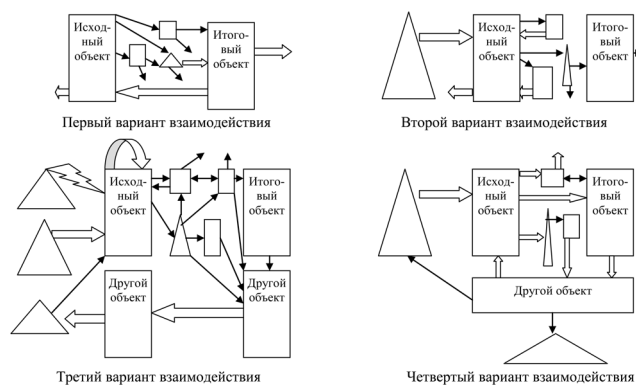 Исход-
ный
объект
Итого-
вый
объект
Первый вариант взаимодействия
Исход-
ный
объект
Итого-
вый
объект
Второй вариант взаимодействия
Исход-
ный
объект
Итого-
вый
объект
Другой
объект
Другой
объект
Третий вариант взаимодействия
Исход-
ный
объект
Итого-
вый
объект
Другой объект
Четвертый вариант взаимодействия